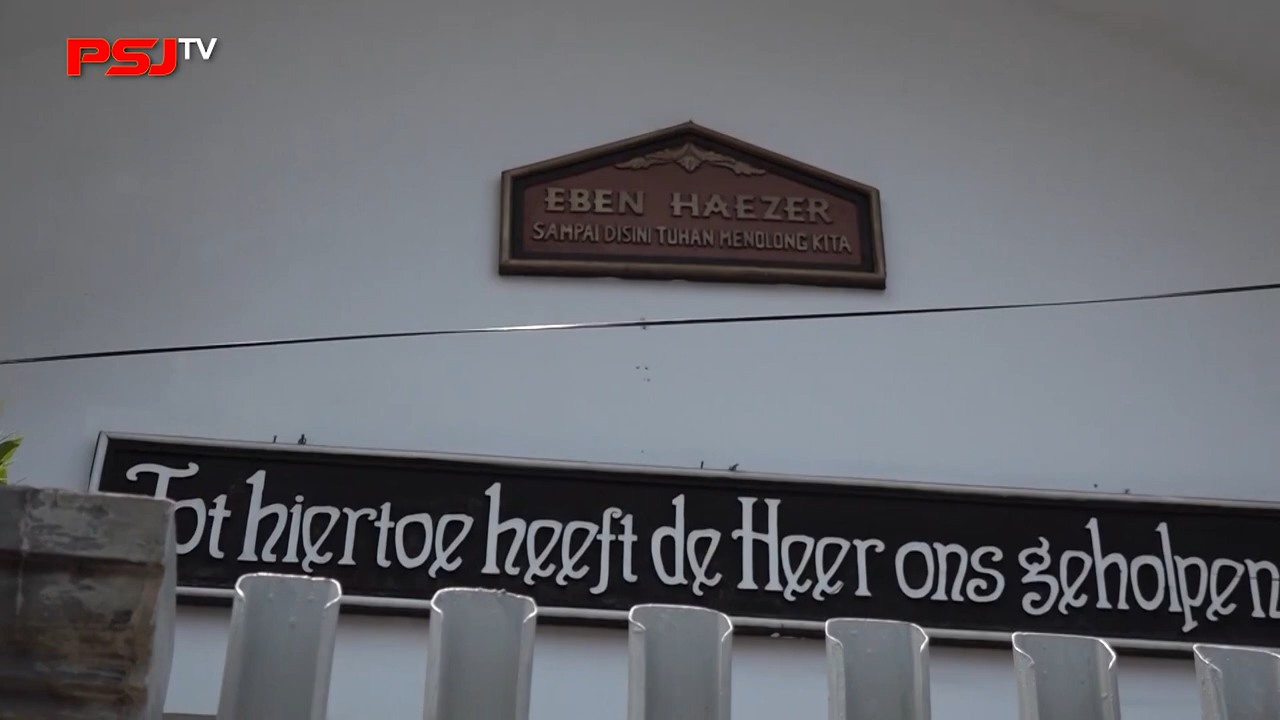 PSJTV
EBEN HAEZER
SAMPAI DISINI TUHAN MENOLONG KITA
Tot hiertoe heeft de Heer ons geholpen